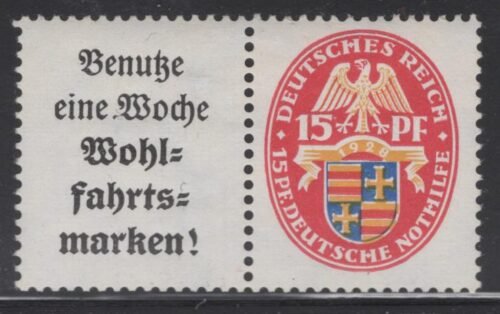 Benutze
eine Woche
Wohl=
fahrts=
marken!
DEUTSCHES REICH
15 PF
1928
15 PF. DEUTSCHE NOTHILFE